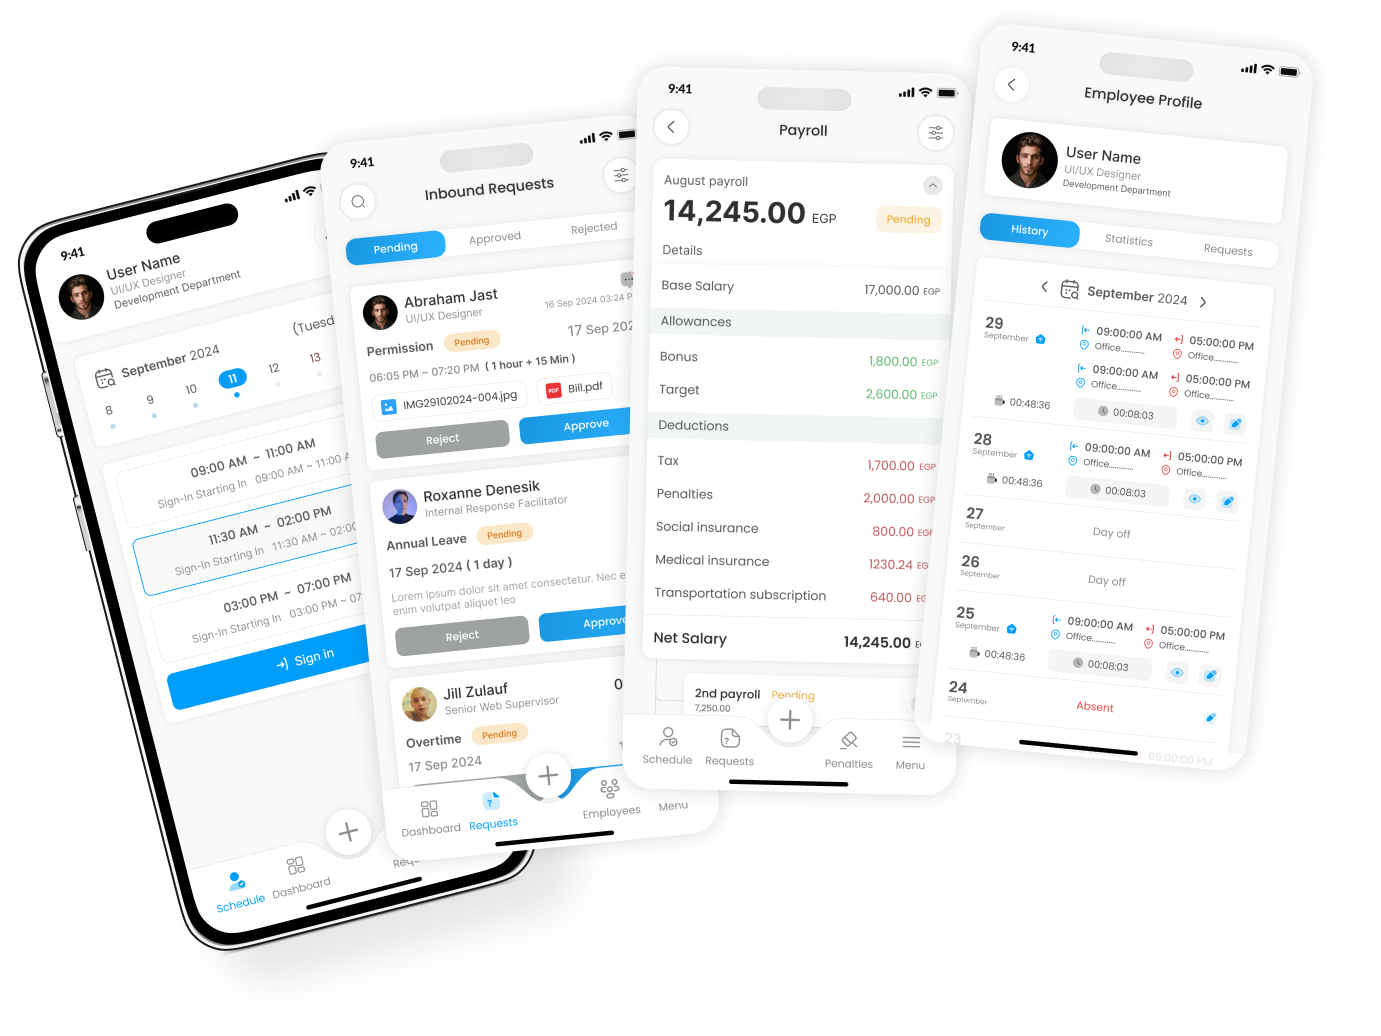 9:41
User Name
UI/UX Designer
Development Department
September 2024
8
9
10
11
12
13
09:00 AM ~ 11:00 AM
Sign-In Starting In 09:00 AM ~ 11:00
11:30 AM ~ 02:00 PM
Sign-In Starting In 11:30 AM ~ 02:00
03:00 PM ~ 07:00 PM
Sign-In Starting In 03:00 PM ~
Sign in
Schedule
Dashboard
9:41
Inbound Requests
Pending
Approved
Rejected
Abraham Jast
UI/UX Designer
16 Sep 2024 03:24
Permission
Pending
17 Sep
06:05 PM ~ 07:20 PM ( 1 hour + 15 Min )
IMG29102024-004.jpg
PDF
Bill.pdf
Reject
Approve
Roxanne Denesik
Internal Response Facilitator
Annual Leave
Pending
17 Sep 2024 ( 1 day )
Lorem ipsum dolor sit amet consectetur. Nec
enim volutpat aliquet leo
Reject
Approve
Jill Zulauf
Senior Web Supervisor
Overtime
Pending
17 Sep 2024
Dashboard
Requests
Employees
Menu
9:41
Payroll
August payroll
14,245.00 EGP
Pending
Details
Base Salary 17,000.00 EGP
Allowances
Bonus 1,800.00 EGP
Target 2,600.00 EGP
Deductions
Tax 1,700.00 EGP
Penalties 2,000.00 EGP
Social insurance 800.00
Medical insurance 1230.24
Transportation subscription 640.00
Net Salary 14,245.00
2nd payroll Pending
7,250.00
Schedule
Requests
Penalties
Menu
9:41
Employee Profile
User Name
UI/UX Designer
Development Department
History
Statistics
Requests
September 2024
29
September
09:00:00 AM
05:00:00 PM
Office...........
Office...........
09:00:00 AM
05:00:00 PM
Office...........
Office...........
00:48:36
00:08:03
28
September
09:00:00 AM
05:00:00 PM
Office...........
Office...........
00:48:36
00:08:03
27
September
Day off
26
September
Day off
25
September
09:00:00 AM
05:00:00 PM
Office...........
Office...........
00:48:36
00:08:03
24
September
Absent
23
05:00:00 PM